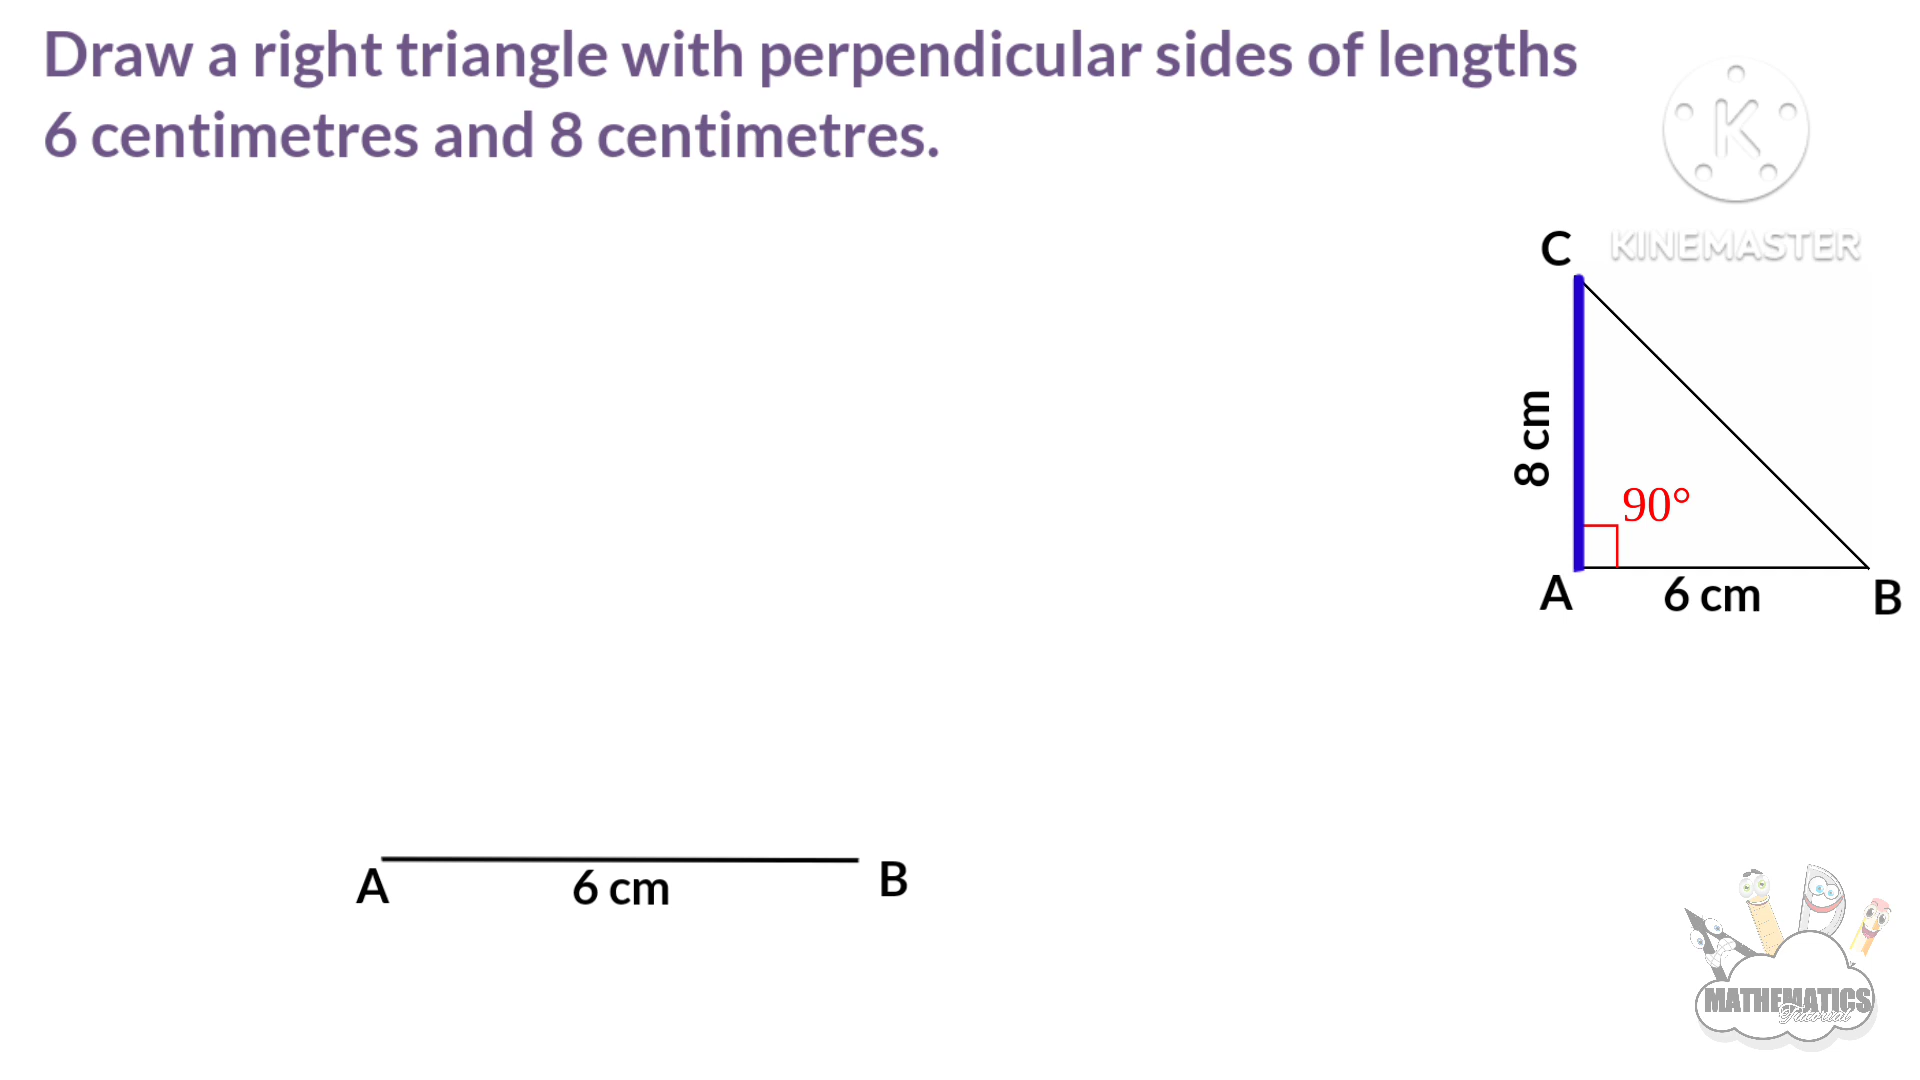 Draw a right triangle with perpendicular sides of lengths
6 centimetres and 8 centimetres.
K
KINEMASTER
C
8 cm
90°
A
6 cm
B
A
6 cm
B
MATHEMATICS
Tutorial